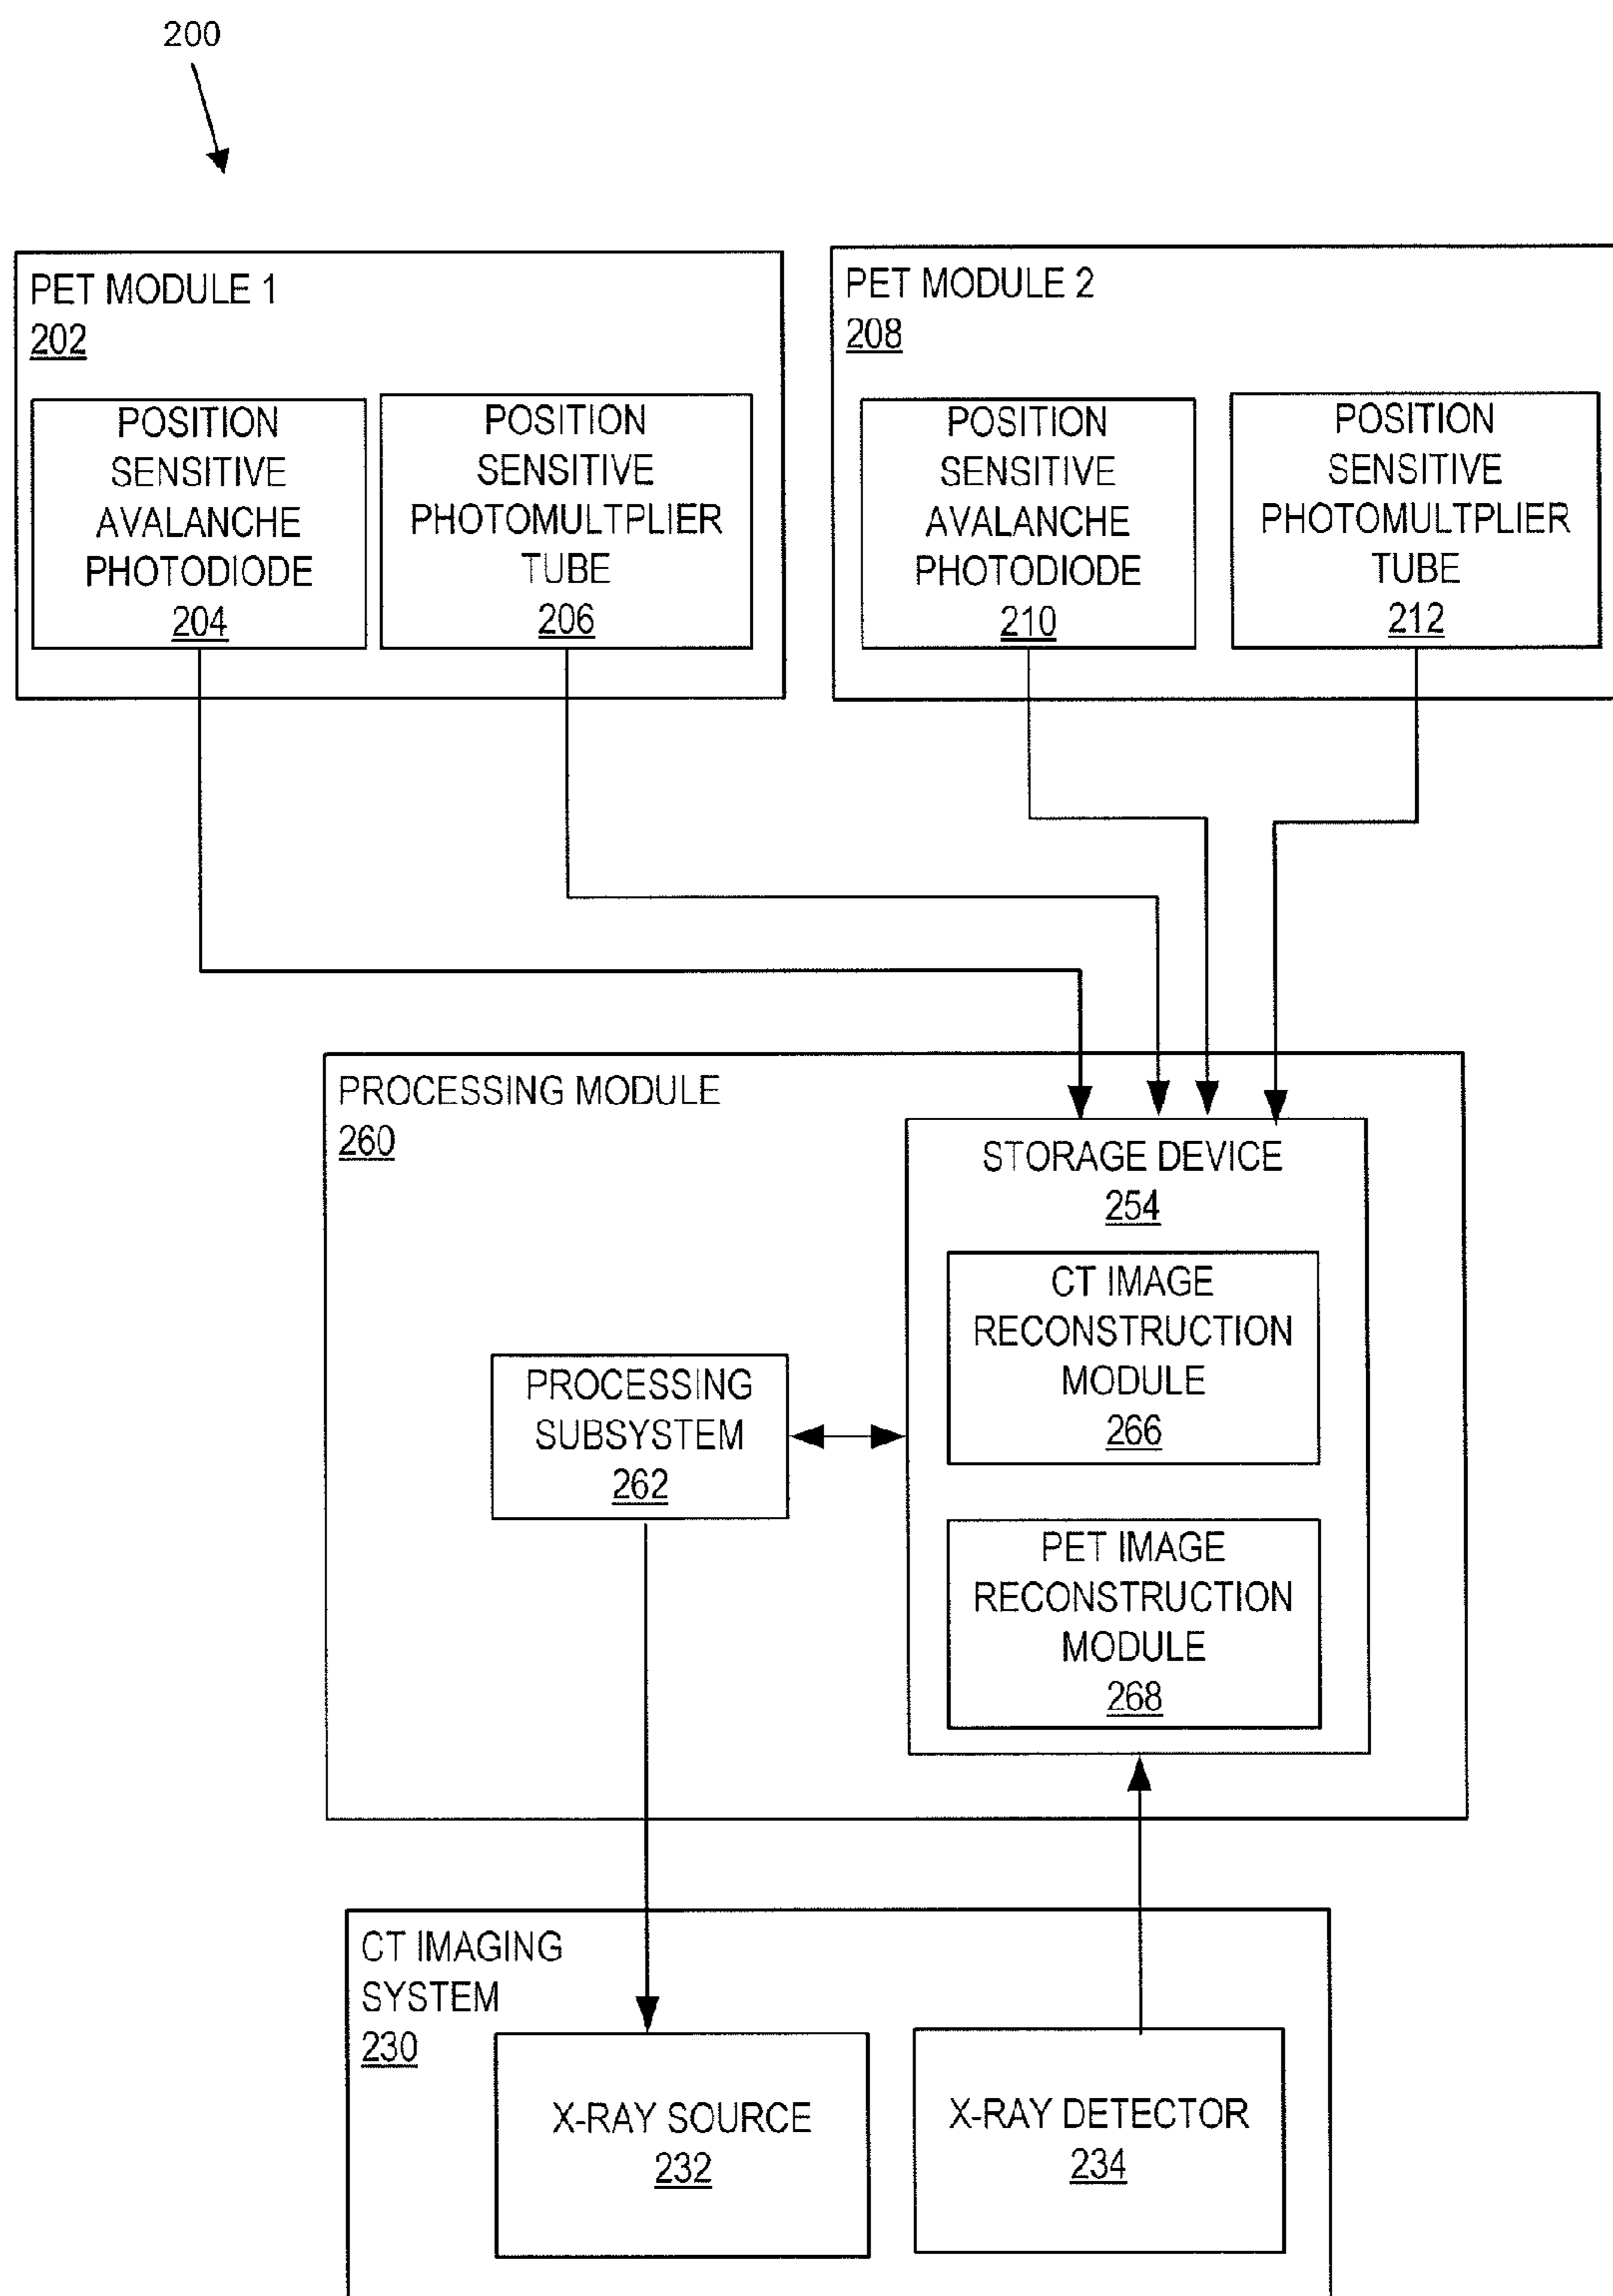 200
PET MODULE 1
202
POSITION
SENSITIVE
AVALANCHE
PHOTODIODE
204
POSITION
SENSITIVE
PHOTOMULTPLIER
TUBE
206
PET MODULE 2
208
POSITION
SENSITIVE
AVALANCHE
PHOTODIODE
210
POSITION
SENSITIVE
PHOTOMULTPLIER
TUBE
212
PROCESSING MODULE
260
STORAGE DEVICE
254
CT IMAGE
RECONSTRUCTION
MODULE
266
PROCESSING
SUBSYSTEM
262
PET IMAGE
RECONSTRUCTION
MODULE
268
CT IMAGING
SYSTEM
230
X-RAY SOURCE
232
X-RAY DETECTOR
234